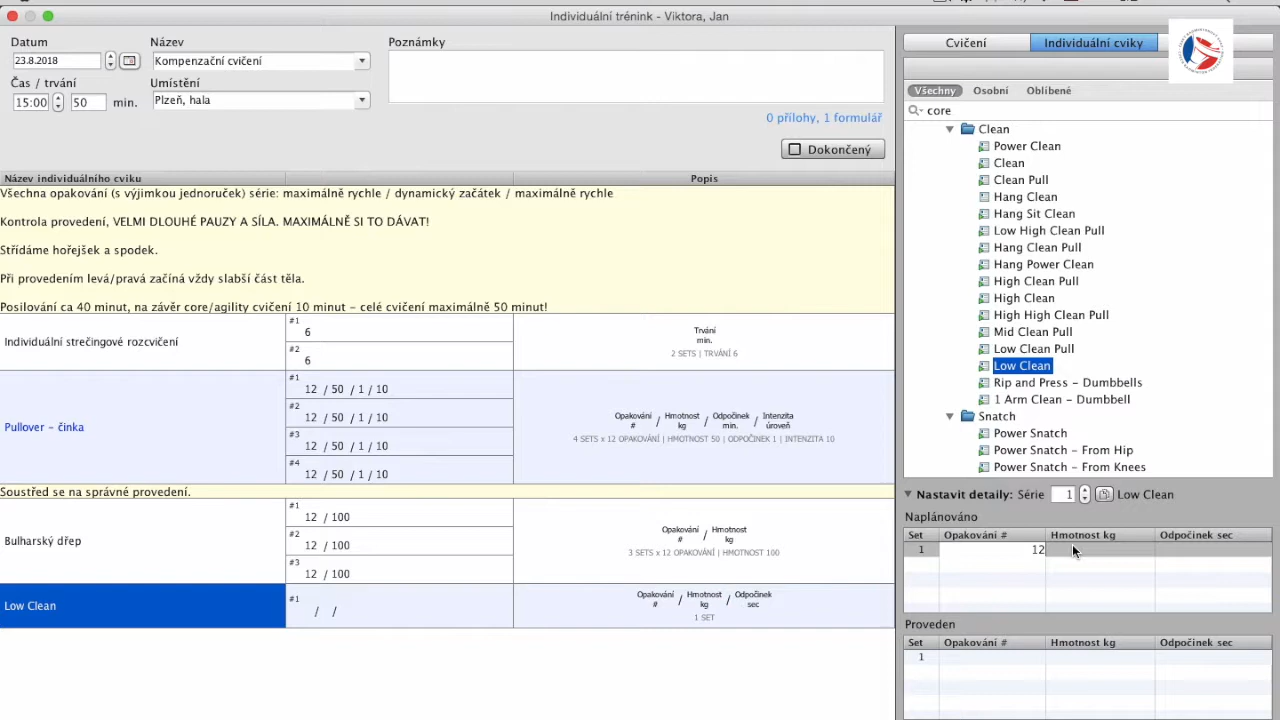 Individuální trénink - Viktora, Jan
Datum
Název
Poznámky
23.8.2018
Kompenzační cvičení
Čas / trvání
Umístění
15:00
50
min.
Plzeň, hala
0 přílohy, 1 formulář
Dokončený
Název individuálního cviku
Popis
Všechna opakování (s výjimkou jednoruček) série: maximálně rychle / dynamický začátek / maximálně rychle
Kontrola provedení, VELMI DLOUHÉ PAUZY A SÍLA. MAXIMÁLNĚ SI TO DÁVAT!
Střídáme hořejšek a spodek.
Při provedením levá/pravá začíná vždy slabší část těla.
Posilování ca 40 minut, na závěr core/agility cvičení 10 minut - celé cvičení maximálně 50 minut!
Individuální strečingové rozcvičení
#1
6
#2
6
Trvání
min.
2 SETS | TRVÁNÍ 6
Pullover - činka
#1
12 / 50 / 1 / 10
#2
12 / 50 / 1 / 10
#3
12 / 50 / 1 / 10
#4
12 / 50 / 1 / 10
Opakování / Hmotnost / Odpočinek / Intenzita
# kg min. úroveň
4 SETS x 12 OPAKOVÁNÍ | HMOTNOST 50 | ODPOČINEK 1 | INTENZITA 10
Soustřed se na správné provedení.
Bulharský dřep
#1
12 / 100
#2
12 / 100
#3
12 / 100
Opakování / Hmotnost
# kg
3 SETS x 12 OPAKOVÁNÍ | HMOTNOST 100
Low Clean
#1
/ /
Opakování / Hmotnost / Odpočinek
# kg sec
1 SET
Cvičení
Individuální cviky
Všechny
Osobní
Oblíbené
core
Clean
Power Clean
Clean
Clean Pull
Hang Clean
Hang Sit Clean
Low High Clean Pull
Hang Clean Pull
Hang Power Clean
High Clean Pull
High Clean
High High Clean Pull
Mid Clean Pull
Low Clean Pull
Low Clean
Rip and Press - Dumbbells
1 Arm Clean - Dumbbell
Snatch
Power Snatch
Power Snatch - From Hip
Power Snatch - From Knees
Nastavit detaily: Série 1 Low Clean
Naplánováno
Set Opakování # Hmotnost kg Odpočinek sec
1 12
Proveden
Set Opakování # Hmotnost kg Odpočinek sec
1